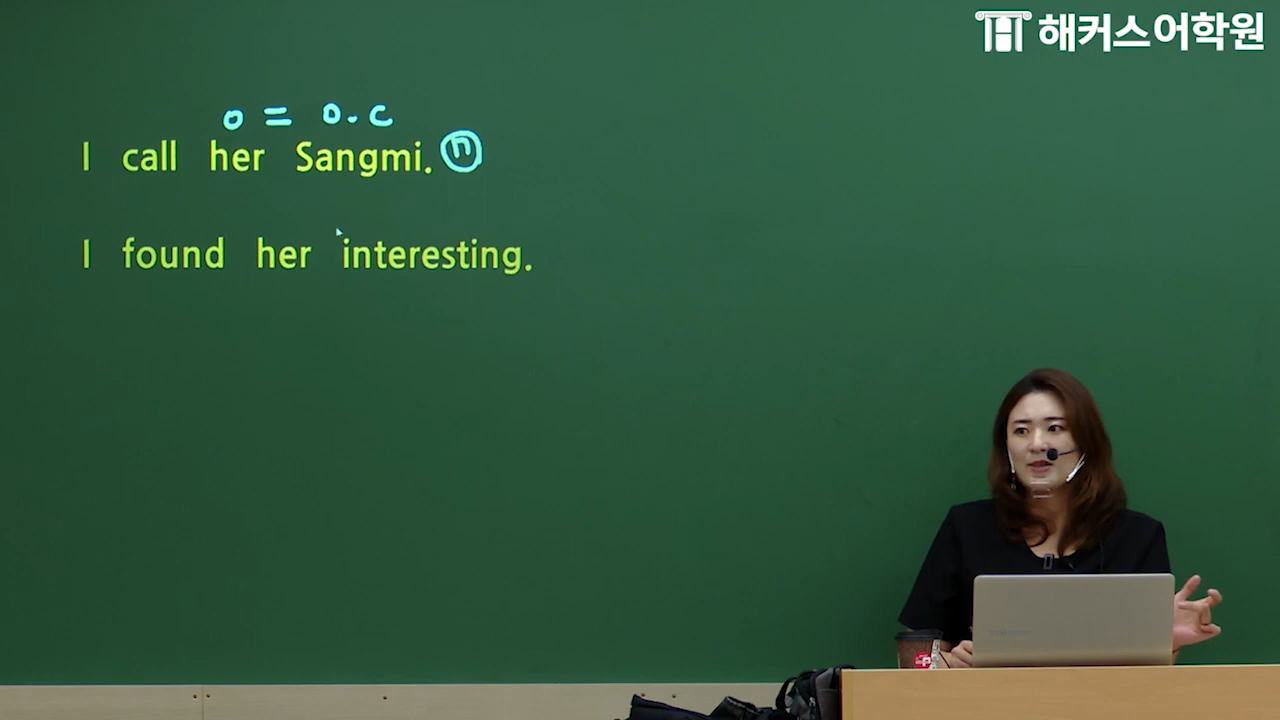 해커스어학원
o = o.c
I call her Sangmi. n
I found her interesting.